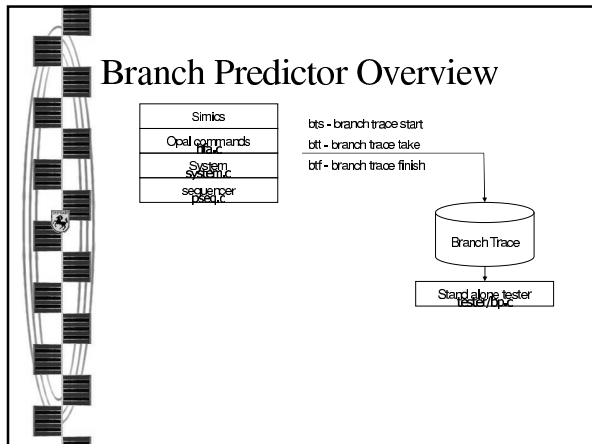 Branch Predictor Overview
Simics
Opal commands
hfa.c
System
system.c
sequencer
pseq.c
bts - branch trace start
btt - branch trace take
btf - branch trace finish
Branch Trace
Stand alone tester
tester/bp.c